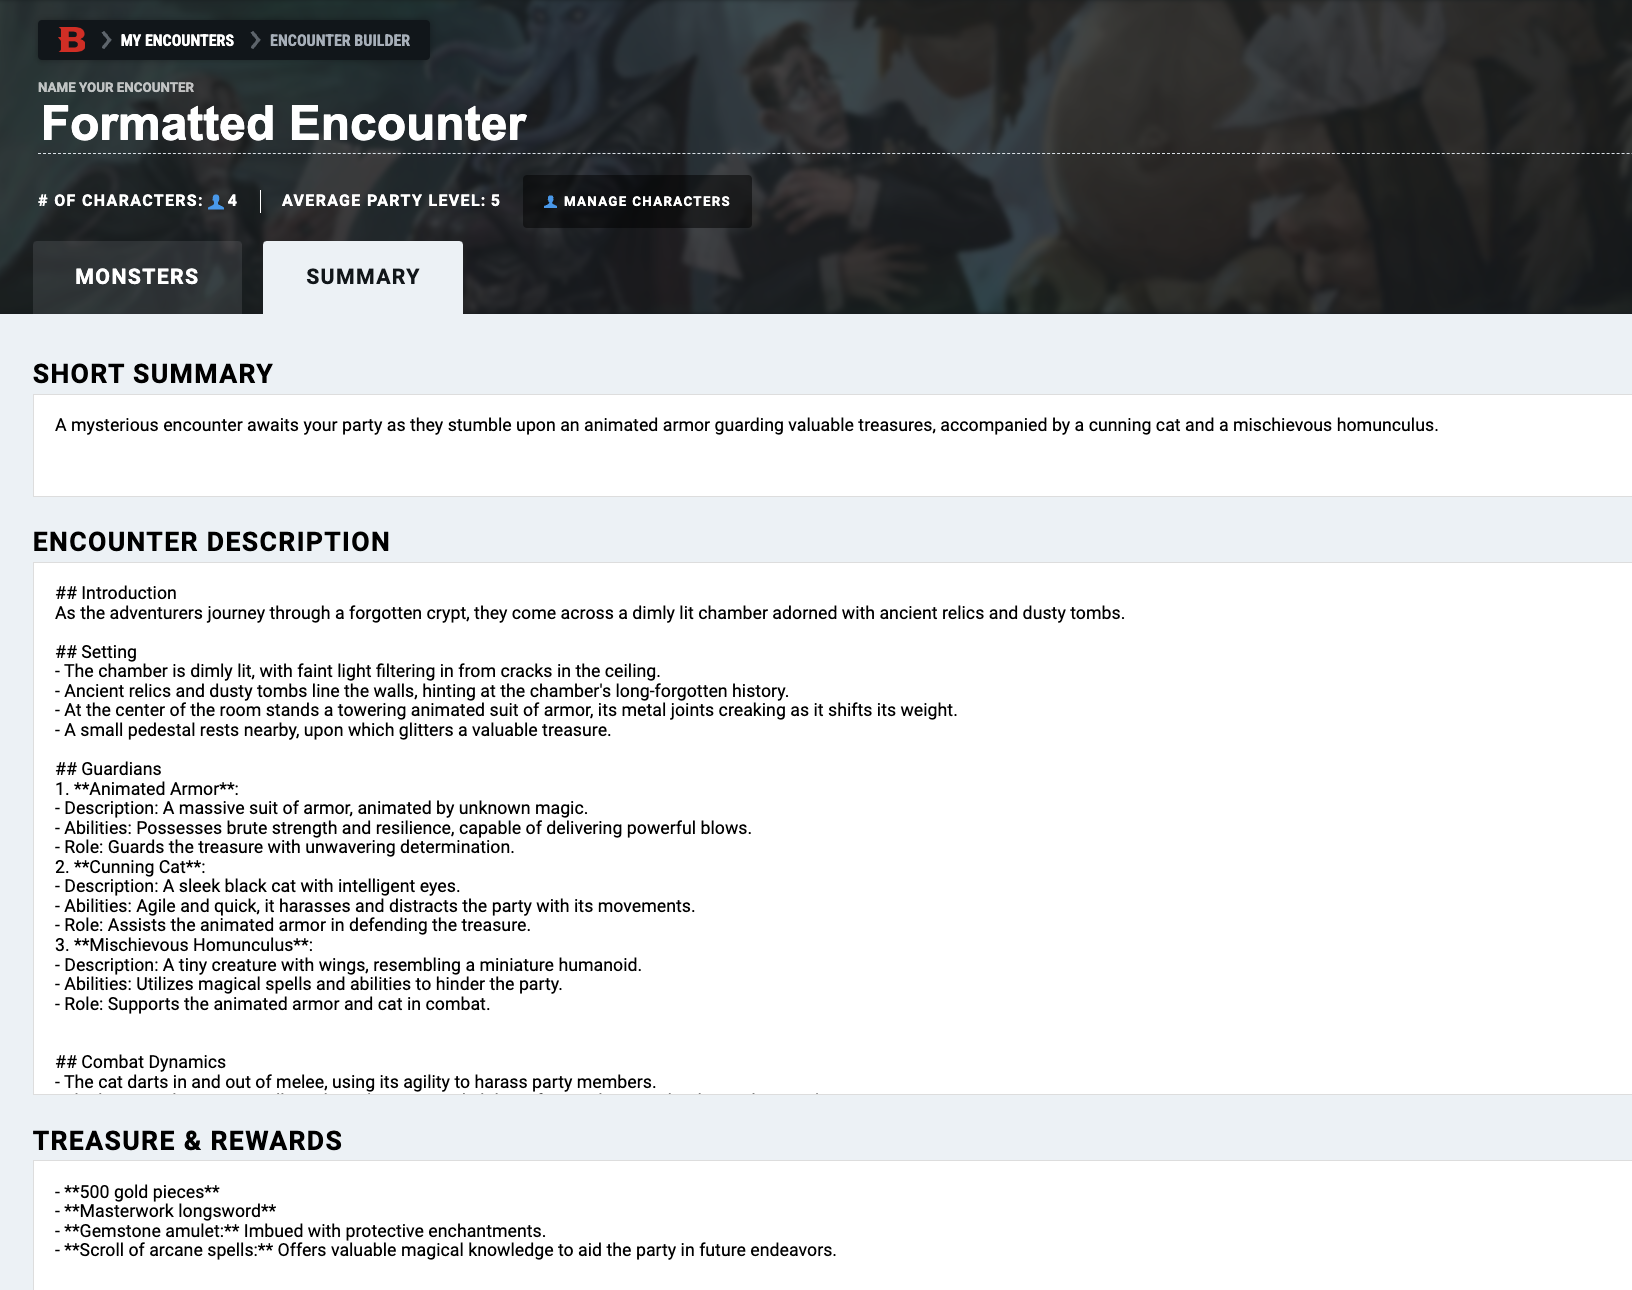 B MY ENCOUNTERS ENCOUNTER BUILDER
NAME YOUR ENCOUNTER
Formatted Encounter
# OF CHARACTERS: 4 AVERAGE PARTY LEVEL: 5 MANAGE CHARACTERS
MONSTERS SUMMARY
SHORT SUMMARY
A mysterious encounter awaits your party as they stumble upon an animated armor guarding valuable treasures, accompanied by a cunning cat and a mischievous homunculus.
ENCOUNTER DESCRIPTION
## Introduction
As the adventurers journey through a forgotten crypt, they come across a dimly lit chamber adorned with ancient relics and dusty tombs.
## Setting
- The chamber is dimly lit, with faint light filtering in from cracks in the ceiling.
- Ancient relics and dusty tombs line the walls, hinting at the chamber's long-forgotten history.
- At the center of the room stands a towering animated suit of armor, its metal joints creaking as it shifts its weight.
- A small pedestal rests nearby, upon which glitters a valuable treasure.
## Guardians
1. **Animated Armor**:
- Description: A massive suit of armor, animated by unknown magic.
- Abilities: Possesses brute strength and resilience, capable of delivering powerful blows.
- Role: Guards the treasure with unwavering determination.
2. **Cunning Cat**:
- Description: A sleek black cat with intelligent eyes.
- Abilities: Agile and quick, it harasses and distracts the party with its movements.
- Role: Assists the animated armor in defending the treasure.
3. **Mischievous Homunculus**:
- Description: A tiny creature with wings, resembling a miniature humanoid.
- Abilities: Utilizes magical spells and abilities to hinder the party.
- Role: Supports the animated armor and cat in combat.
## Combat Dynamics
- The cat darts in and out of melee, using its agility to harass party members.
TREASURE & REWARDS
- **500 gold pieces**
- **Masterwork longsword**
- **Gemstone amulet:** Imbued with protective enchantments.
- **Scroll of arcane spells:** Offers valuable magical knowledge to aid the party in future endeavors.